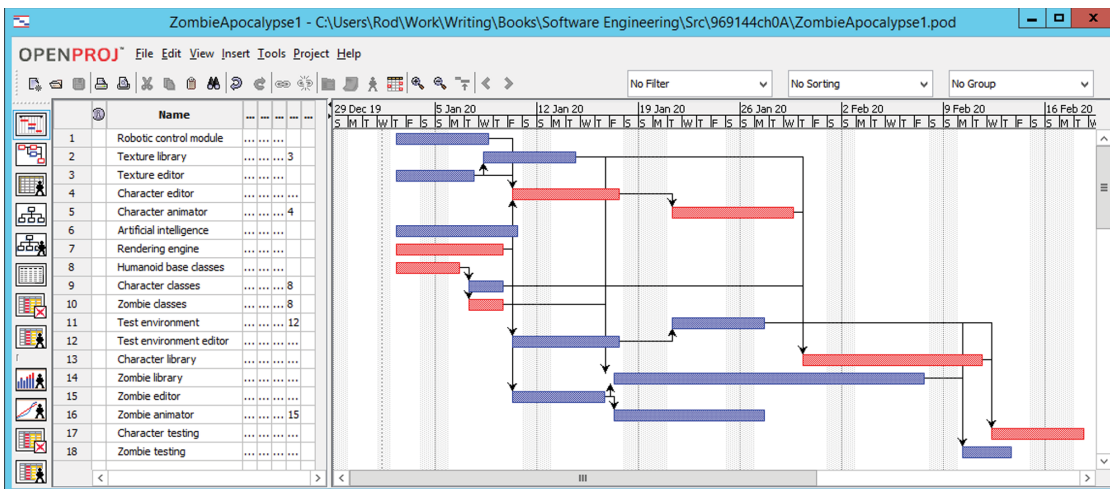 ZombieApocalypse1 - C:\Users\Rod\Work\Writing\Books\Software Engineering\Src\969144ch0A\ZombieApocalypse1.pod
OPENPROJ File Edit View Insert Tools Project Help
No Filter No Sorting No Group
Name ... ... ... ... ...
29 Dec 19 5 Jan 20 12 Jan 20 19 Jan 20 26 Jan 20 2 Feb 20 9 Feb 20 16 Feb 20
S M T W T F S S M T W T F S S M T W T F S S M T W T F S S M T W T F S S M T W T F S S M T W T F S S M T W
1 Robotic control module ... ... ...
2 Texture library ... ... ... 3
3 Texture editor ... ... ...
4 Character editor ... ... ... ...
5 Character animator ... ... ... 4
6 Artificial intelligence ... ... ...
7 Rendering engine ... ... ...
8 Humanoid base classes ... ... ...
9 Character classes ... ... ... 8
10 Zombie classes ... ... ... 8
11 Test environment ... ... ... 12
12 Test environment editor ... ... ... ...
13 Character library ... ... ... ...
14 Zombie library ... ... ... ...
15 Zombie editor ... ... ... ...
16 Zombie animator ... ... ... 15
17 Character testing ... ... ... ...
18 Zombie testing ... ... ... ...